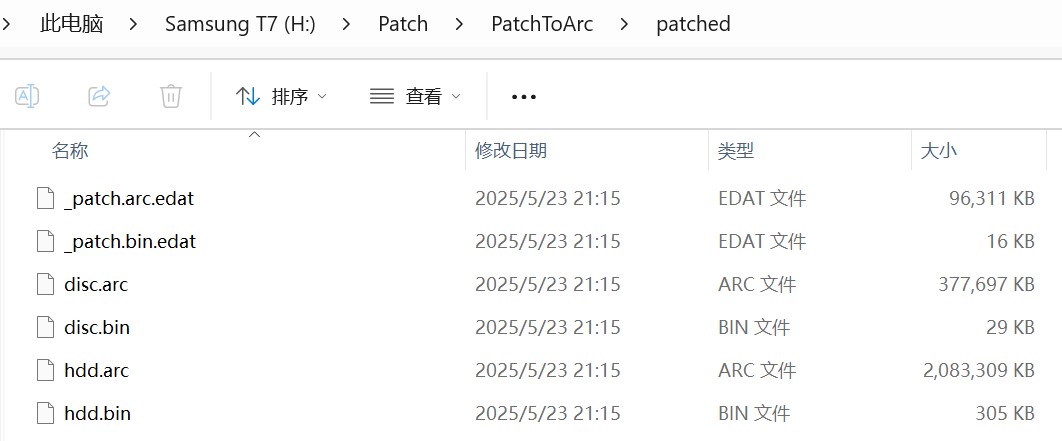 此电脑 Samsung T7 (H:) Patch PatchToArc patched
排序 查看
名称 修改日期 类型 大小
_patch.arc.edat 2025/5/23 21:15 EDAT 文件 96,311 KB
_patch.bin.edat 2025/5/23 21:15 EDAT 文件 16 KB
disc.arc 2025/5/23 21:15 ARC 文件 377,697 KB
disc.bin 2025/5/23 21:15 BIN 文件 29 KB
hdd.arc 2025/5/23 21:15 ARC 文件 2,083,309 KB
hdd.bin 2025/5/23 21:15 BIN 文件 305 KB